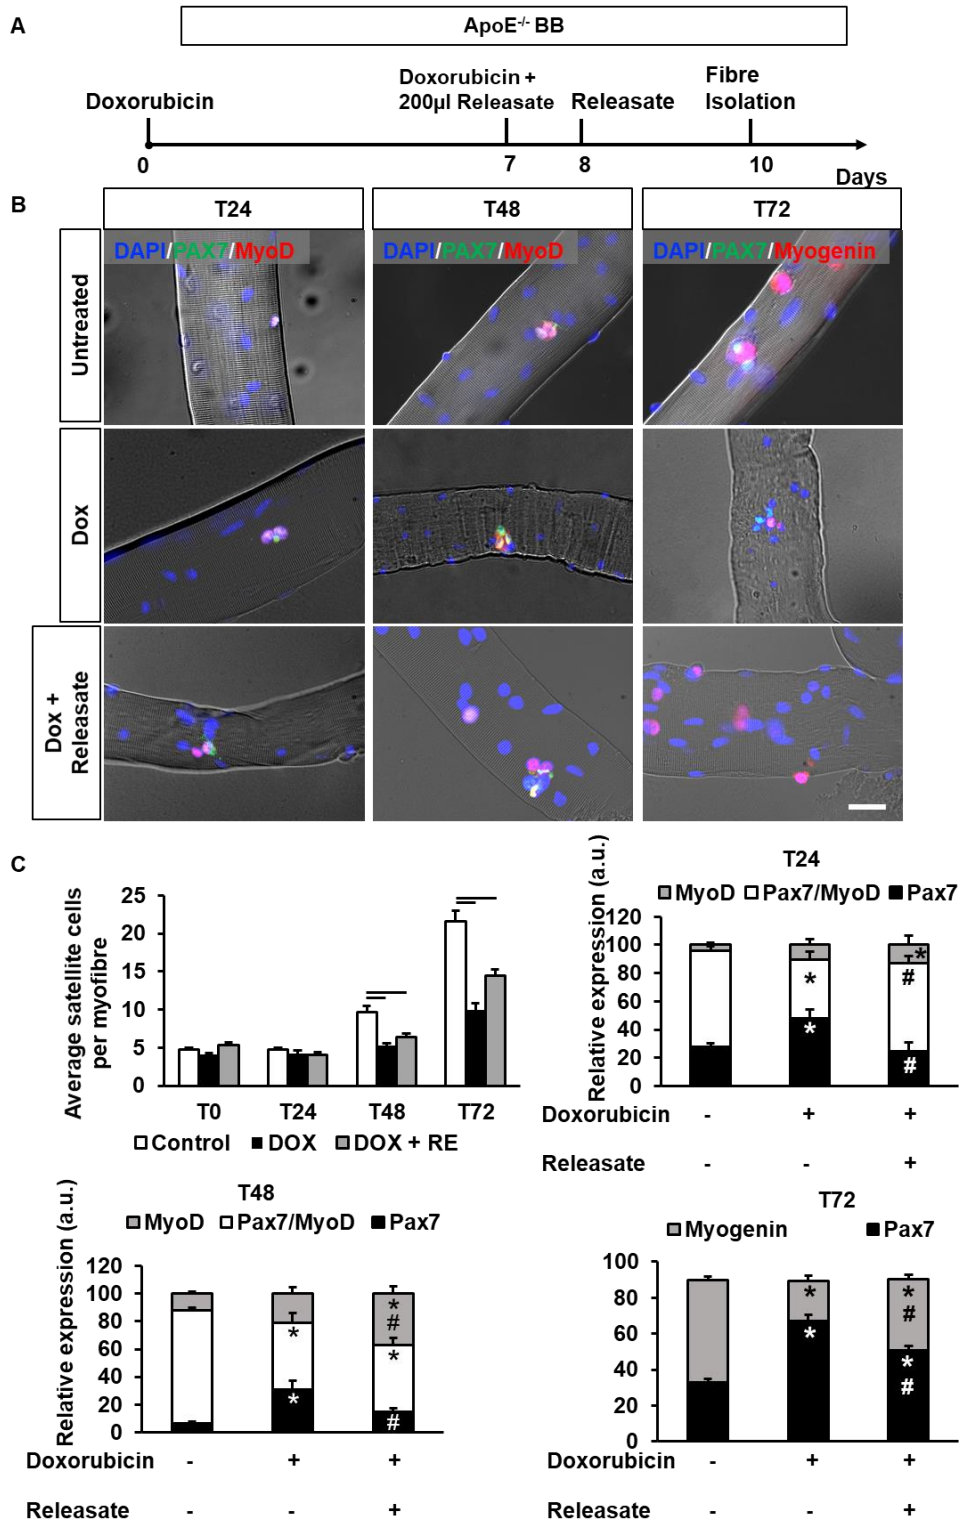 A
ApoE-/- BB
Doxorubicin
Doxorubicin +
200µl Releasate
Releasate
Fibre
Isolation
0
7
8
10
Days
B
T24
T48
T72
Untreated
DAPI/PAX7/MyoD
DAPI/PAX7/MyoD
DAPI/PAX7/Myogenin
Dox
Dox +
Releasate
C
Average satellite cells
per myofibre
25
20
15
10
5
0
T0
T24
T48
T72
Control
DOX
DOX + RE
T24
MyoD
Pax7/MyoD
Pax7
Relative expression (a.u.)
120
100
80
60
40
20
0
*
*
*
#
#
Doxorubicin
-
+
+
Releasate
-
-
+
T48
MyoD
Pax7/MyoD
Pax7
Relative expression (a.u.)
120
100
80
60
40
20
0
*
*
*
#
*
#
Doxorubicin
-
+
+
Releasate
-
-
+
T72
Myogenin
Pax7
100
80
60
40
20
0
*
*
*
#
*
#
Doxorubicin
-
+
+
Releasate
-
-
+